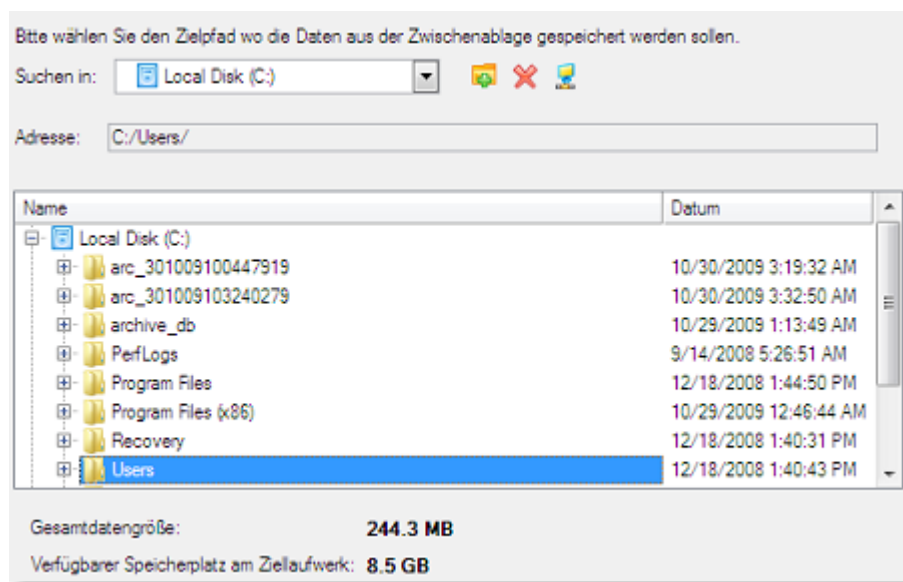 Bitte wählen Sie den Zielpfad wo die Daten aus der Zwischenablage gespeichert werden sollen.
Suchen in: Local Disk (C:)
Adresse: C:/Users/
Name Datum
Local Disk (C:)
arc_301009100447919 10/30/2009 3:19:32 AM
arc_301009103240279 10/30/2009 3:32:50 AM
archive_db 10/29/2009 1:13:49 AM
PerfLogs 9/14/2008 5:26:51 AM
Program Files 12/18/2008 1:44:50 PM
Program Files (x86) 10/29/2009 12:46:44 AM
Recovery 12/18/2008 1:40:31 PM
Users 12/18/2008 1:40:43 PM
Gesamtdatengröße: 244.3 MB
Verfügbarer Speicherplatz am Ziellaufwerk: 8.5 GB